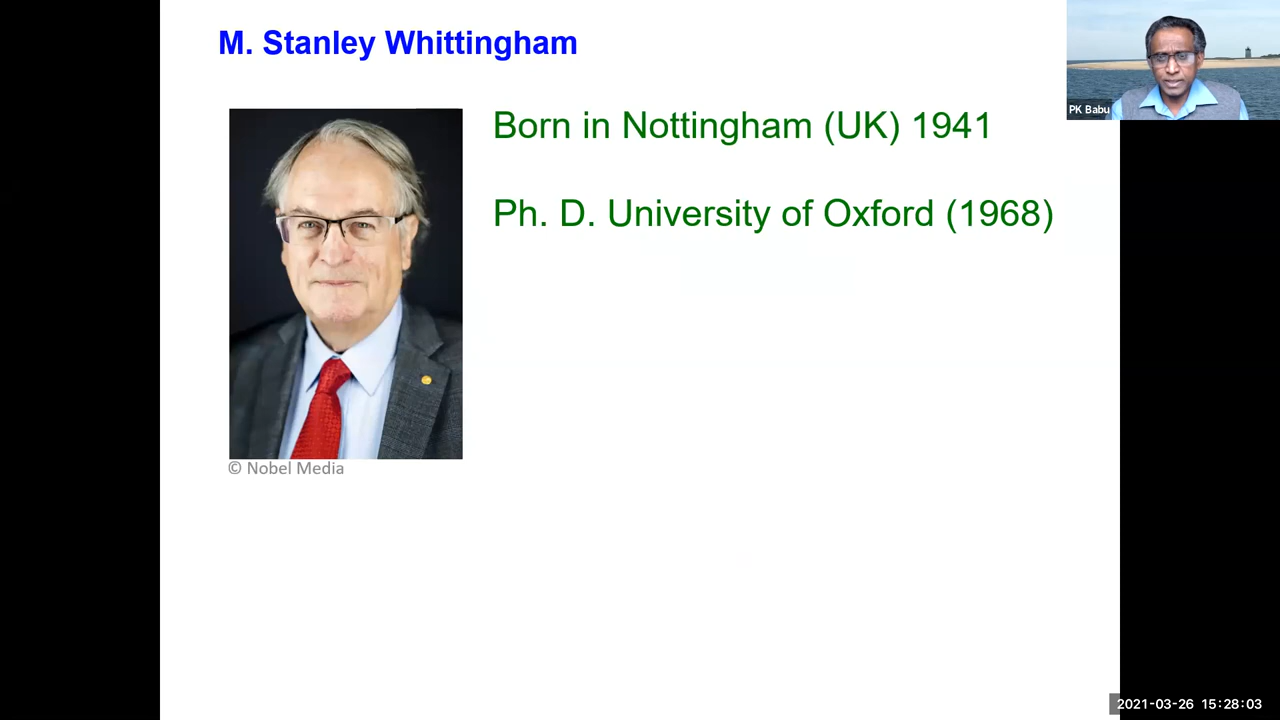 M. Stanley Whittingham
PK Babu
Born in Nottingham (UK) 1941
Ph. D. University of Oxford (1968)
© Nobel Media
2021-03-26 15:28:03